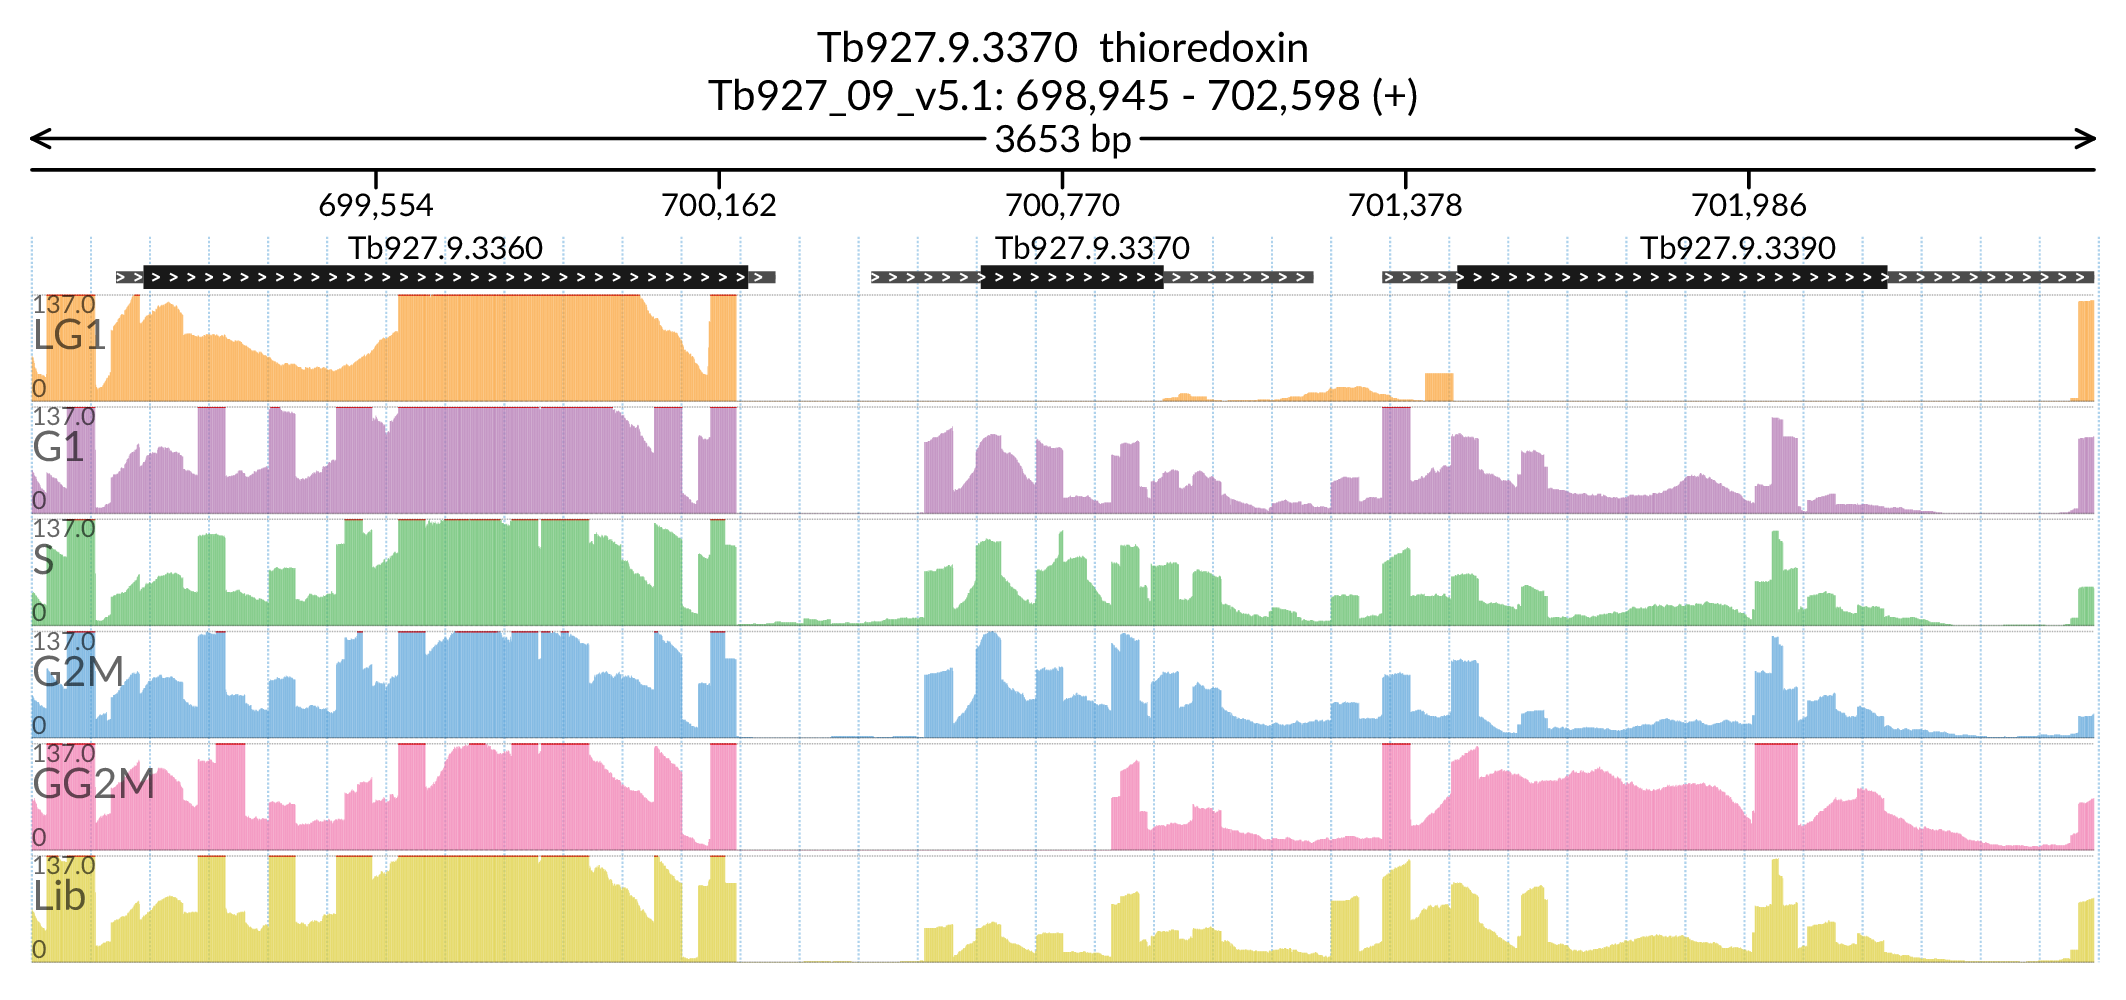 Tb927.9.3370 thioredoxin
Tb927_09_v5.1: 698,945 - 702,598 (+)
3653 bp
699,554 700,162 700,770 701,378 701,986
Tb927.9.3360 Tb927.9.3370 Tb927.9.3390
137.0
LG1
0
137.0
G1
0
137.0
S
0
137.0
G2M
0
137.0
GG2M
0
137.0
Lib
0